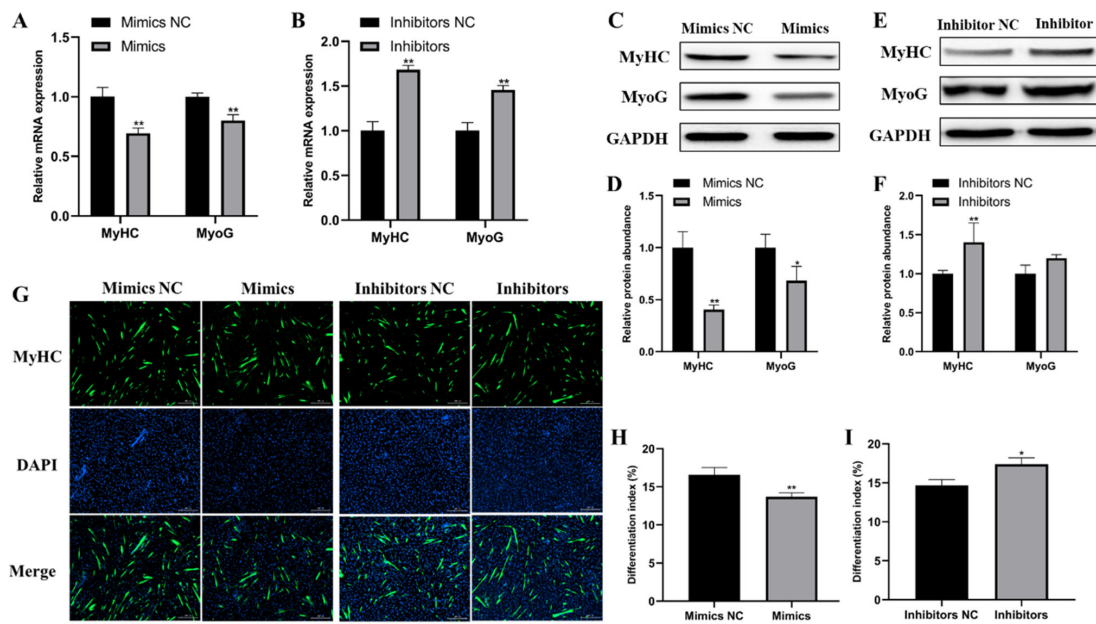 A
Mimics NC
Mimics
Relative mRNA expression
1.5
1.0
0.5
0.0
**
**
MyHC
MyoG
B
Inhibitors NC
Inhibitors
Relative mRNA expression
2.0
1.5
1.0
0.5
0.0
**
**
MyHC
MyoG
C
Mimics NC
Mimics
MyHC
MyoG
GAPDH
E
Inhibitor NC
Inhibitor
MyHC
MyoG
GAPDH
D
Mimics NC
Mimics
Relative protein abundance
1.5
1.0
0.5
0.0
**
*
MyHC
MyoG
F
Inhibitors NC
Inhibitors
Relative protein abundance
2.0
1.5
1.0
0.5
0.0
**
MyHC
MyoG
G
Mimics NC
Mimics
Inhibitors NC
Inhibitors
MyHC
DAPI
Merge
H
Differentiation index (%)
20
15
10
5
0
**
Mimics NC
Mimics
I
Differentiation index (%)
20
15
10
5
0
*
Inhibitors NC
Inhibitors